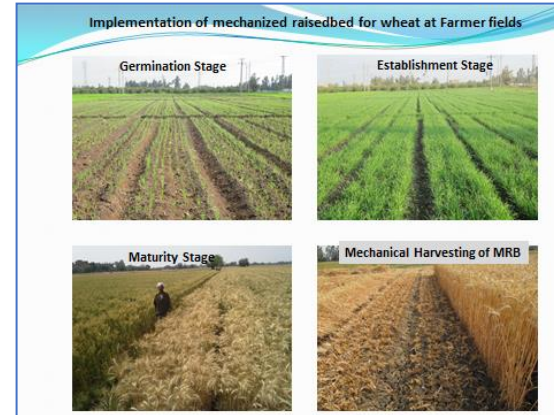 Implementation of mechanized raisedbed for wheat at Farmer fields
Germination Stage
Establishment Stage
Maturity Stage
Mechanical Harvesting of MRB